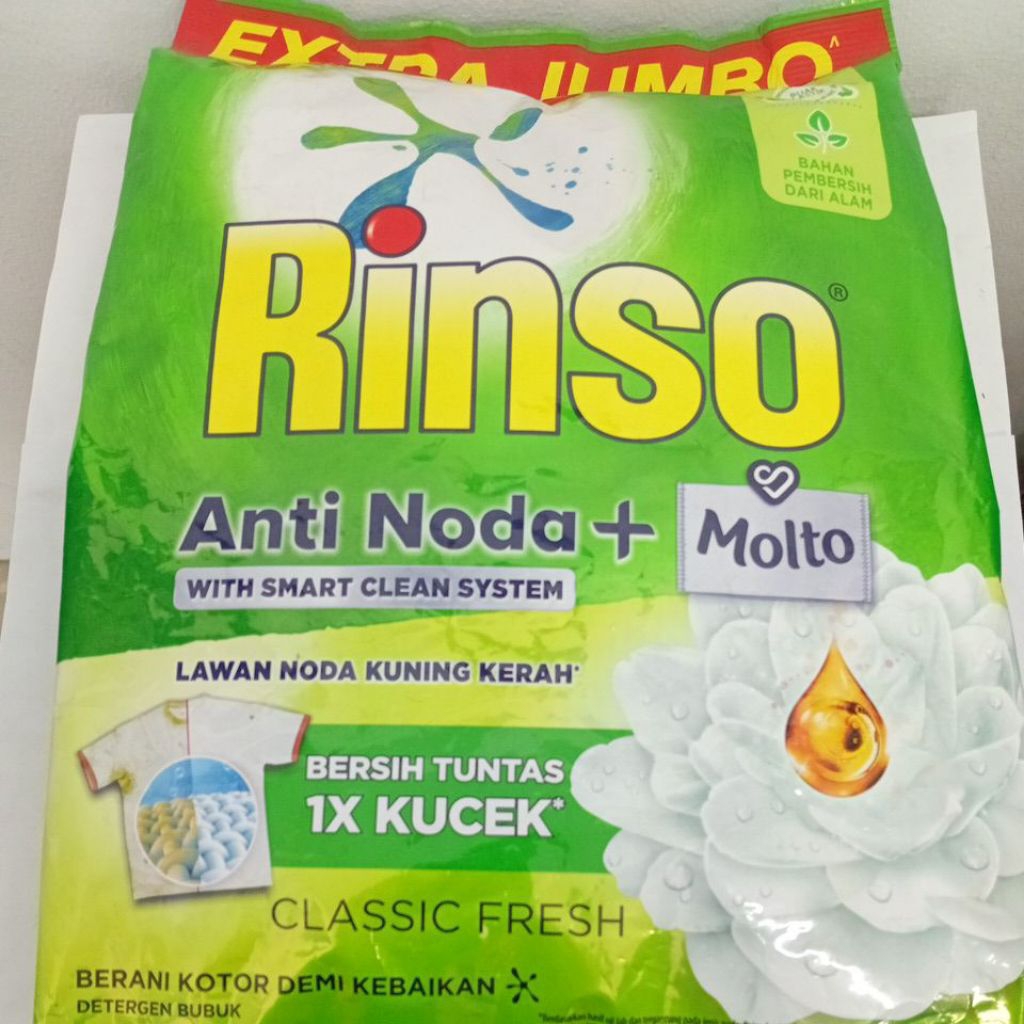 EXTRA JUMBO^
BAHAN
PEMBERSIH
DARI ALAM
Rinso®
Anti Noda +
Molto
WITH SMART CLEAN SYSTEM
LAWAN NODA KUNING KERAH*
BERSIH TUNTAS
1X KUCEK*
CLASSIC FRESH
BERANI KOTOR DEMI KEBAIKAN
DETERGEN BUBUK